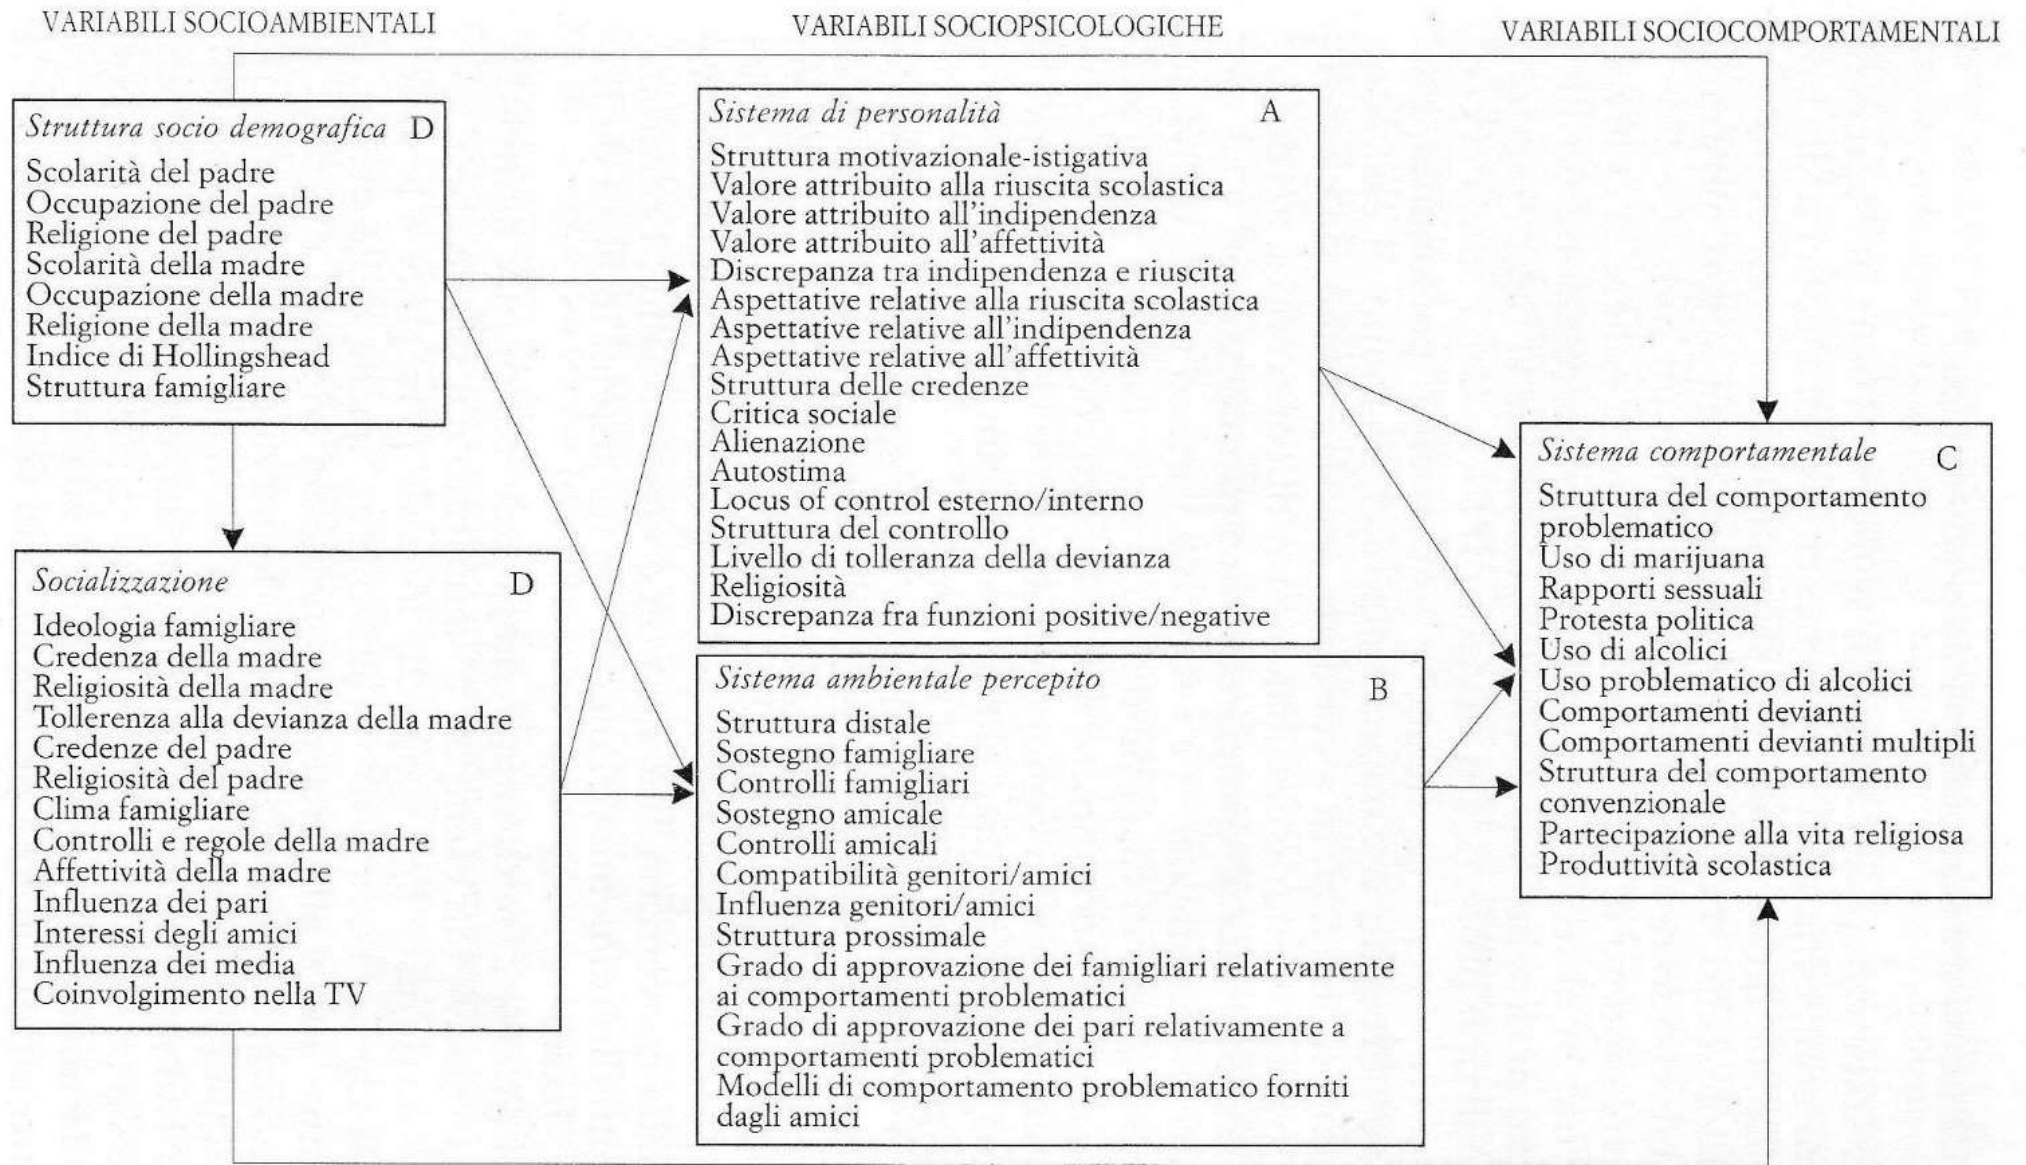 VARIABILI SOCIOAMBIENTALI
VARIABILI SOCIOPSICOLOGICHE
VARIABILI SOCIOCOMPORTAMENTALI
Struttura socio demografica D
Scolarità del padre
Occupazione del padre
Religione del padre
Scolarità della madre
Occupazione della madre
Religione della madre
Indice di Hollingshead
Struttura famigliare
Socializzazione D
Ideologia famigliare
Credenza della madre
Religiosità della madre
Tollerenza alla devianza della madre
Credenze del padre
Religiosità del padre
Clima famigliare
Controlli e regole della madre
Affettività della madre
Influenza dei pari
Interessi degli amici
Influenza dei media
Coinvolgimento nella TV
Sistema di personalità A
Struttura motivazionale-istigativa
Valore attribuito alla riuscita scolastica
Valore attribuito all'indipendenza
Valore attribuito all'affettività
Discrepanza tra indipendenza e riuscita
Aspettative relative alla riuscita scolastica
Aspettative relative all'indipendenza
Aspettative relative all'affettività
Struttura delle credenze
Critica sociale
Alienazione
Autostima
Locus of control esterno/interno
Struttura del controllo
Livello di tolleranza della devianza
Religiosità
Discrepanza fra funzioni positive/negative
Sistema ambientale percepito B
Struttura distale
Sostegno famigliare
Controlli famigliari
Sostegno amicale
Controlli amicali
Compatibilità genitori/amici
Influenza genitori/amici
Struttura prossimale
Grado di approvazione dei famigliari relativamente
ai comportamenti problematici
Grado di approvazione dei pari relativamente a
comportamenti problematici
Modelli di comportamento problematico forniti
dagli amici
Sistema comportamentale C
Struttura del comportamento
problematico
Uso di marijuana
Rapporti sessuali
Protesta politica
Uso di alcolici
Uso problematico di alcolici
Comportamenti devianti
Comportamenti devianti multipli
Struttura del comportamento
convenzionale
Partecipazione alla vita religiosa
Produttività scolastica